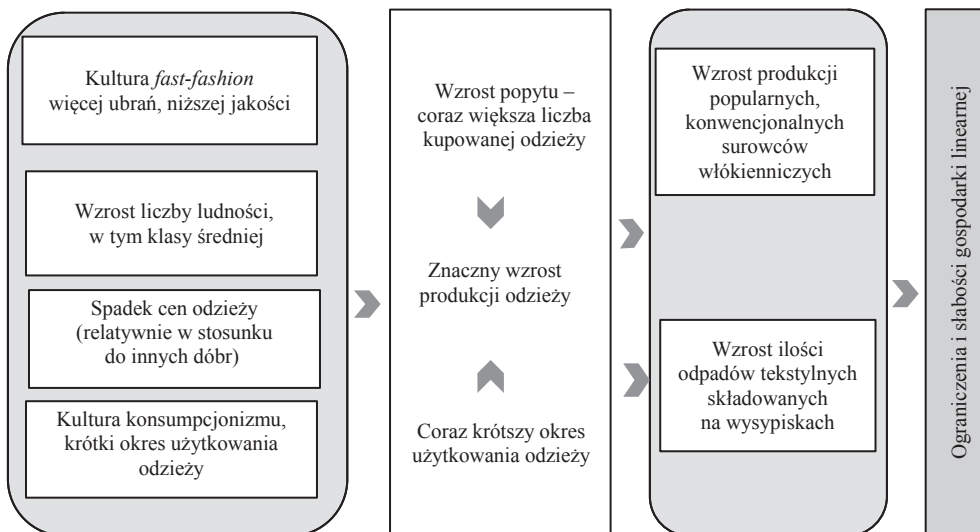 Kultura fast-fashion
więcej ubrań, niższej jakości
Wzrost liczby ludności,
w tym klasy średniej
Spadek cen odzieży
(relatywnie w stosunku
do innych dóbr)
Kultura konsumpcjonizmu,
krótki okres użytkowania
odzieży
Wzrost popytu –
coraz większa liczba
kupowanej odzieży
Znaczny wzrost
produkcji odzieży
Coraz krótszy okres
użytkowania odzieży
Wzrost produkcji
popularnych,
konwencjonalnych
surowców
włókienniczych
Wzrost ilości
odpadów tekstylnych
składowanych
na wysypiskach
Ograniczenia i słabości gospodarki linearnej